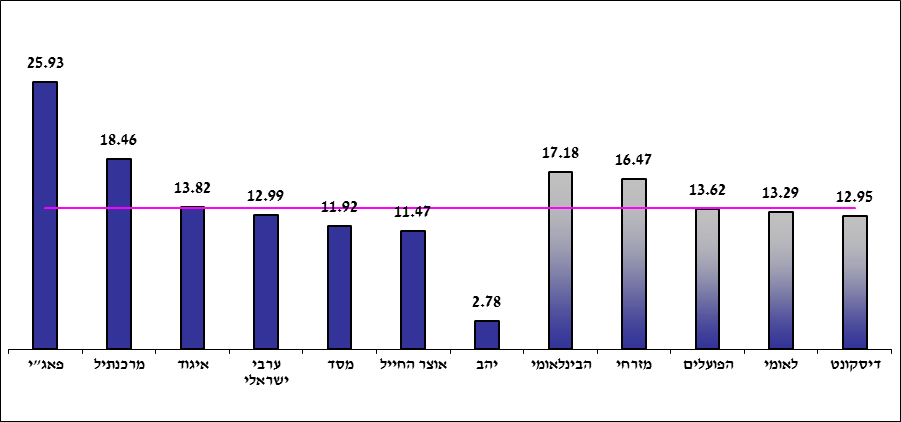 25.93
18.46
13.82
12.99
11.92
11.47
2.78
17.18
16.47
13.62
13.29
12.95
פאג״י
מרכנתיל
איגוד
ערבי
ישראלי
מסד
אוצר החייל
יהב
הבינלאומי
מזרחי
הפועלים
לאומי
דיסקונט